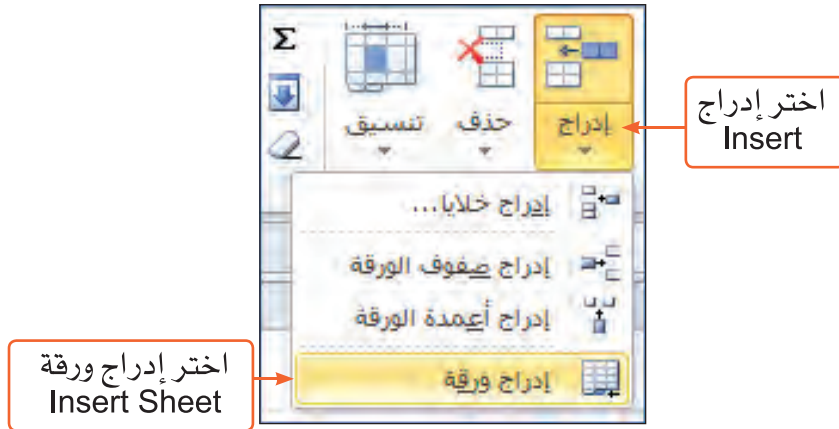 Σ
إدراج
حذف
تنسيق
اختر إدراج
Insert
إدراج خلايا...
إدراج صفوف الورقة
إدراج أعمدة الورقة
إدراج ورقة
اختر إدراج ورقة
Insert Sheet